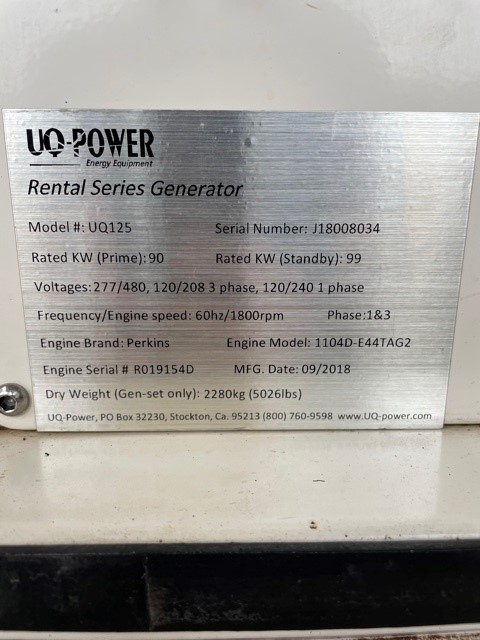 UQ-POWER
Energy Equipment
Rental Series Generator
Model #: UQ125 Serial Number: J18008034
Rated KW (Prime): 90 Rated KW (Standby): 99
Voltages: 277/480, 120/208 3 phase, 120/240 1 phase
Frequency/Engine speed: 60hz/1800rpm Phase:1&3
Engine Brand: Perkins Engine Model: 1104D-E44TAG2
Engine Serial # R019154D MFG. Date: 09/2018
Dry Weight (Gen-set only): 2280kg (5026lbs)
UQ-Power, PO Box 32230, Stockton, Ca. 95213 (800) 760-9598 www.UQ-power.com